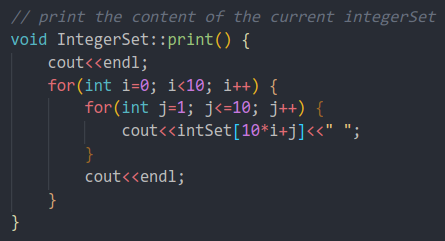 // print the content of the current integerSet
void IntegerSet::print() {
    cout<<endl;
    for(int i=0; i<10; i++) {
        for(int j=1; j<=10; j++) {
            cout<<intSet[10*i+j]<<" ";
        }
        cout<<endl;
    }
}